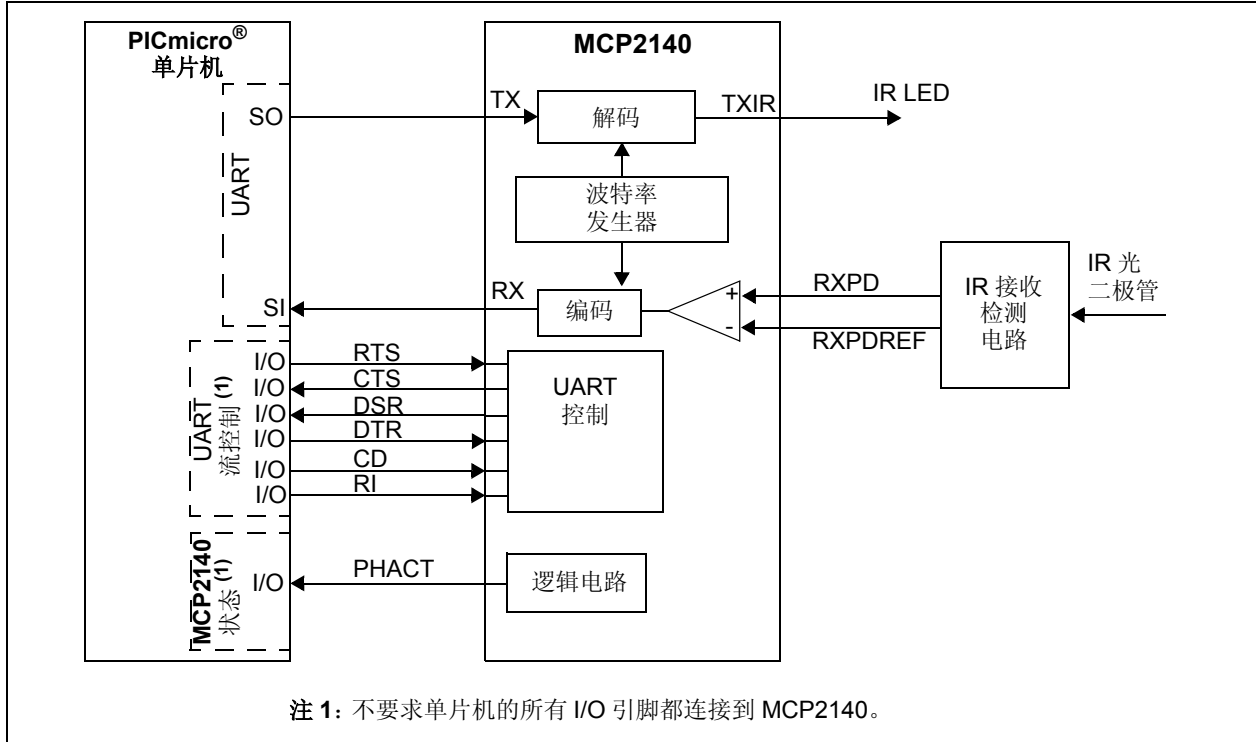 PICmicro®
单片机
MCP2140
SO
TX
解码
TXIR
IR LED
UART
波特率
发生器
SI
RX
编码
+
-
RXPD
RXPDREF
IR 接收
检测
电路
IR 光
二极管
UART
流控制 (1)
I/O
RTS
I/O
CTS
I/O
DSR
I/O
DTR
I/O
CD
I/O
RI
UART
控制
MCP2140
状态 (1)
I/O
PHACT
逻辑电路
注 1: 不要求单片机的所有 I/O 引脚都连接到 MCP2140。